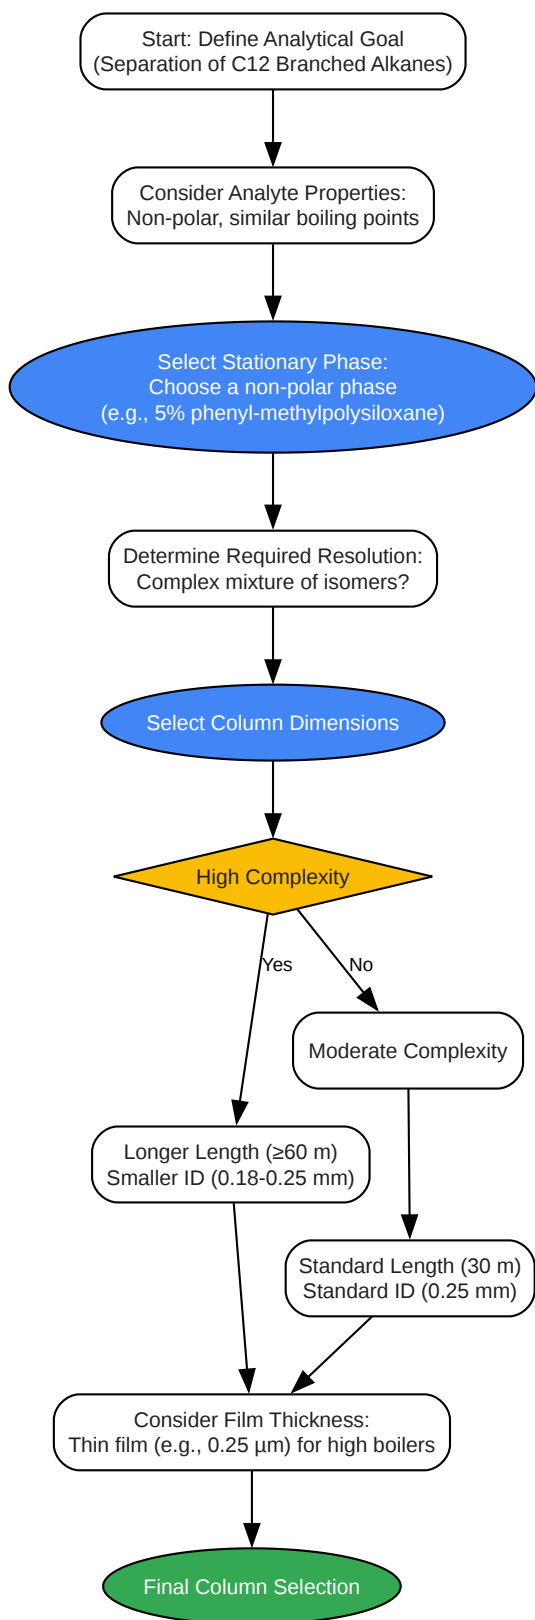 Start: Define Analytical Goal
(Separation of C12 Branched Alkanes)
Consider Analyte Properties:
Non-polar, similar boiling points
Select Stationary Phase:
Choose a non-polar phase
(e.g., 5% phenyl-methylpolysiloxane)
Determine Required Resolution:
Complex mixture of isomers?
Select Column Dimensions
High Complexity
Yes
No
Moderate Complexity
Longer Length (≥60 m)
Smaller ID (0.18-0.25 mm)
Standard Length (30 m)
Standard ID (0.25 mm)
Consider Film Thickness:
Thin film (e.g., 0.25 µm) for high boilers
Final Column Selection